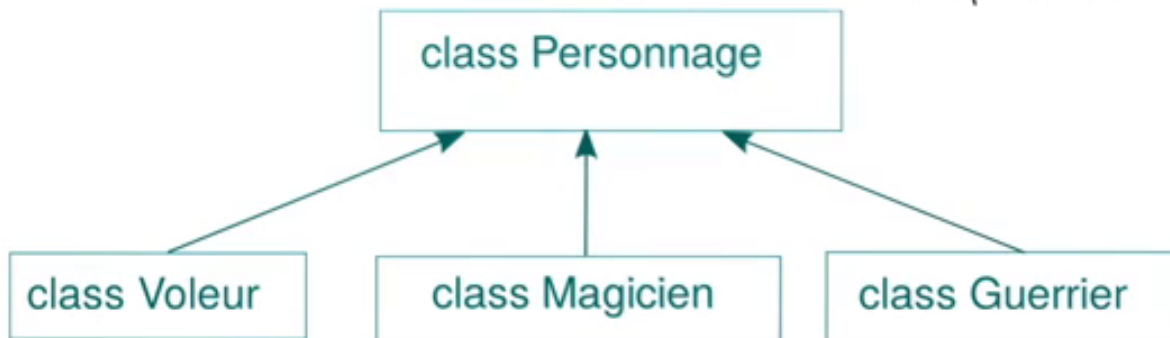 class Personnage
class Voleur
class Magicien
class Guerrier